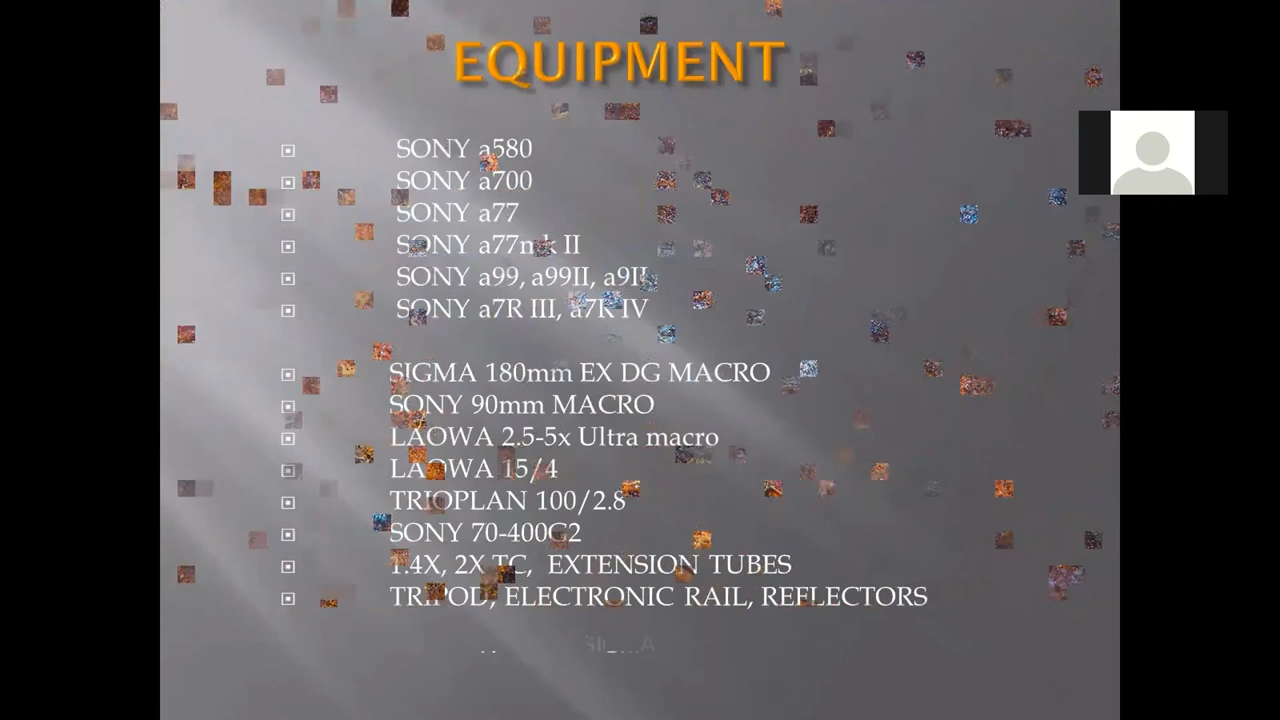 EQUIPMENT
SONY a580
SONY a700
SONY a77
SONY a77mk II
SONY a99, a99II, a9II
SONY a7R III, a7R IV
SIGMA 180mm EX DG MACRO
SONY 90mm MACRO
LAOWA 2.5-5x Ultra macro
LAOWA 15/4
TRIOPLAN 100/2.8
SONY 70-400G2
1.4X, 2X TC, EXTENSION TUBES
TRIPOD, ELECTRONIC RAIL, REFLECTORS